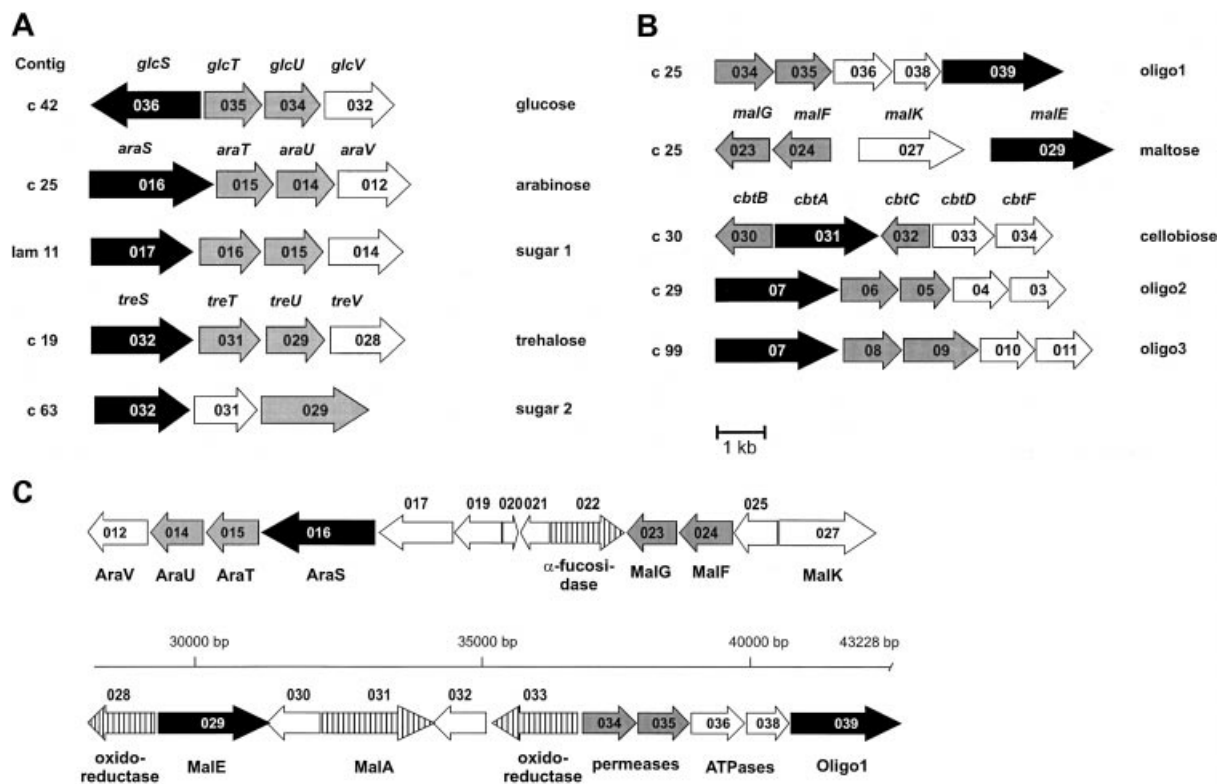 A
Contig
glcS glcT glcU glcV
c 42 036 035 034 032 glucose
araS araT araU araV
c 25 016 015 014 012 arabinose
lam 11 017 016 015 014 sugar 1
treS treT treU treV
c 19 032 031 029 028 trehalose
c 63 032 031 029 sugar 2
B
c 25 034 035 036 038 039 oligo1
malG malF malK malE
c 25 023 024 027 029 maltose
cbtB cbtA cbtC cbtD cbtF
c 30 030 031 032 033 034 cellobiose
c 29 07 06 05 04 03 oligo2
c 99 07 08 09 010 011 oligo3
1 kb
C
017 019 020 021 022 025
012 014 015 016 023 024 027
AraV AraU AraT AraS α-fucosi-
dase MalG MalF MalK
30000 bp 35000 bp 40000 bp 43228 bp
028 030 031 032 033
029 034 035 036 038 039
oxido-
reductase MalE MalA oxido-
reductase permeases ATPases Oligo1